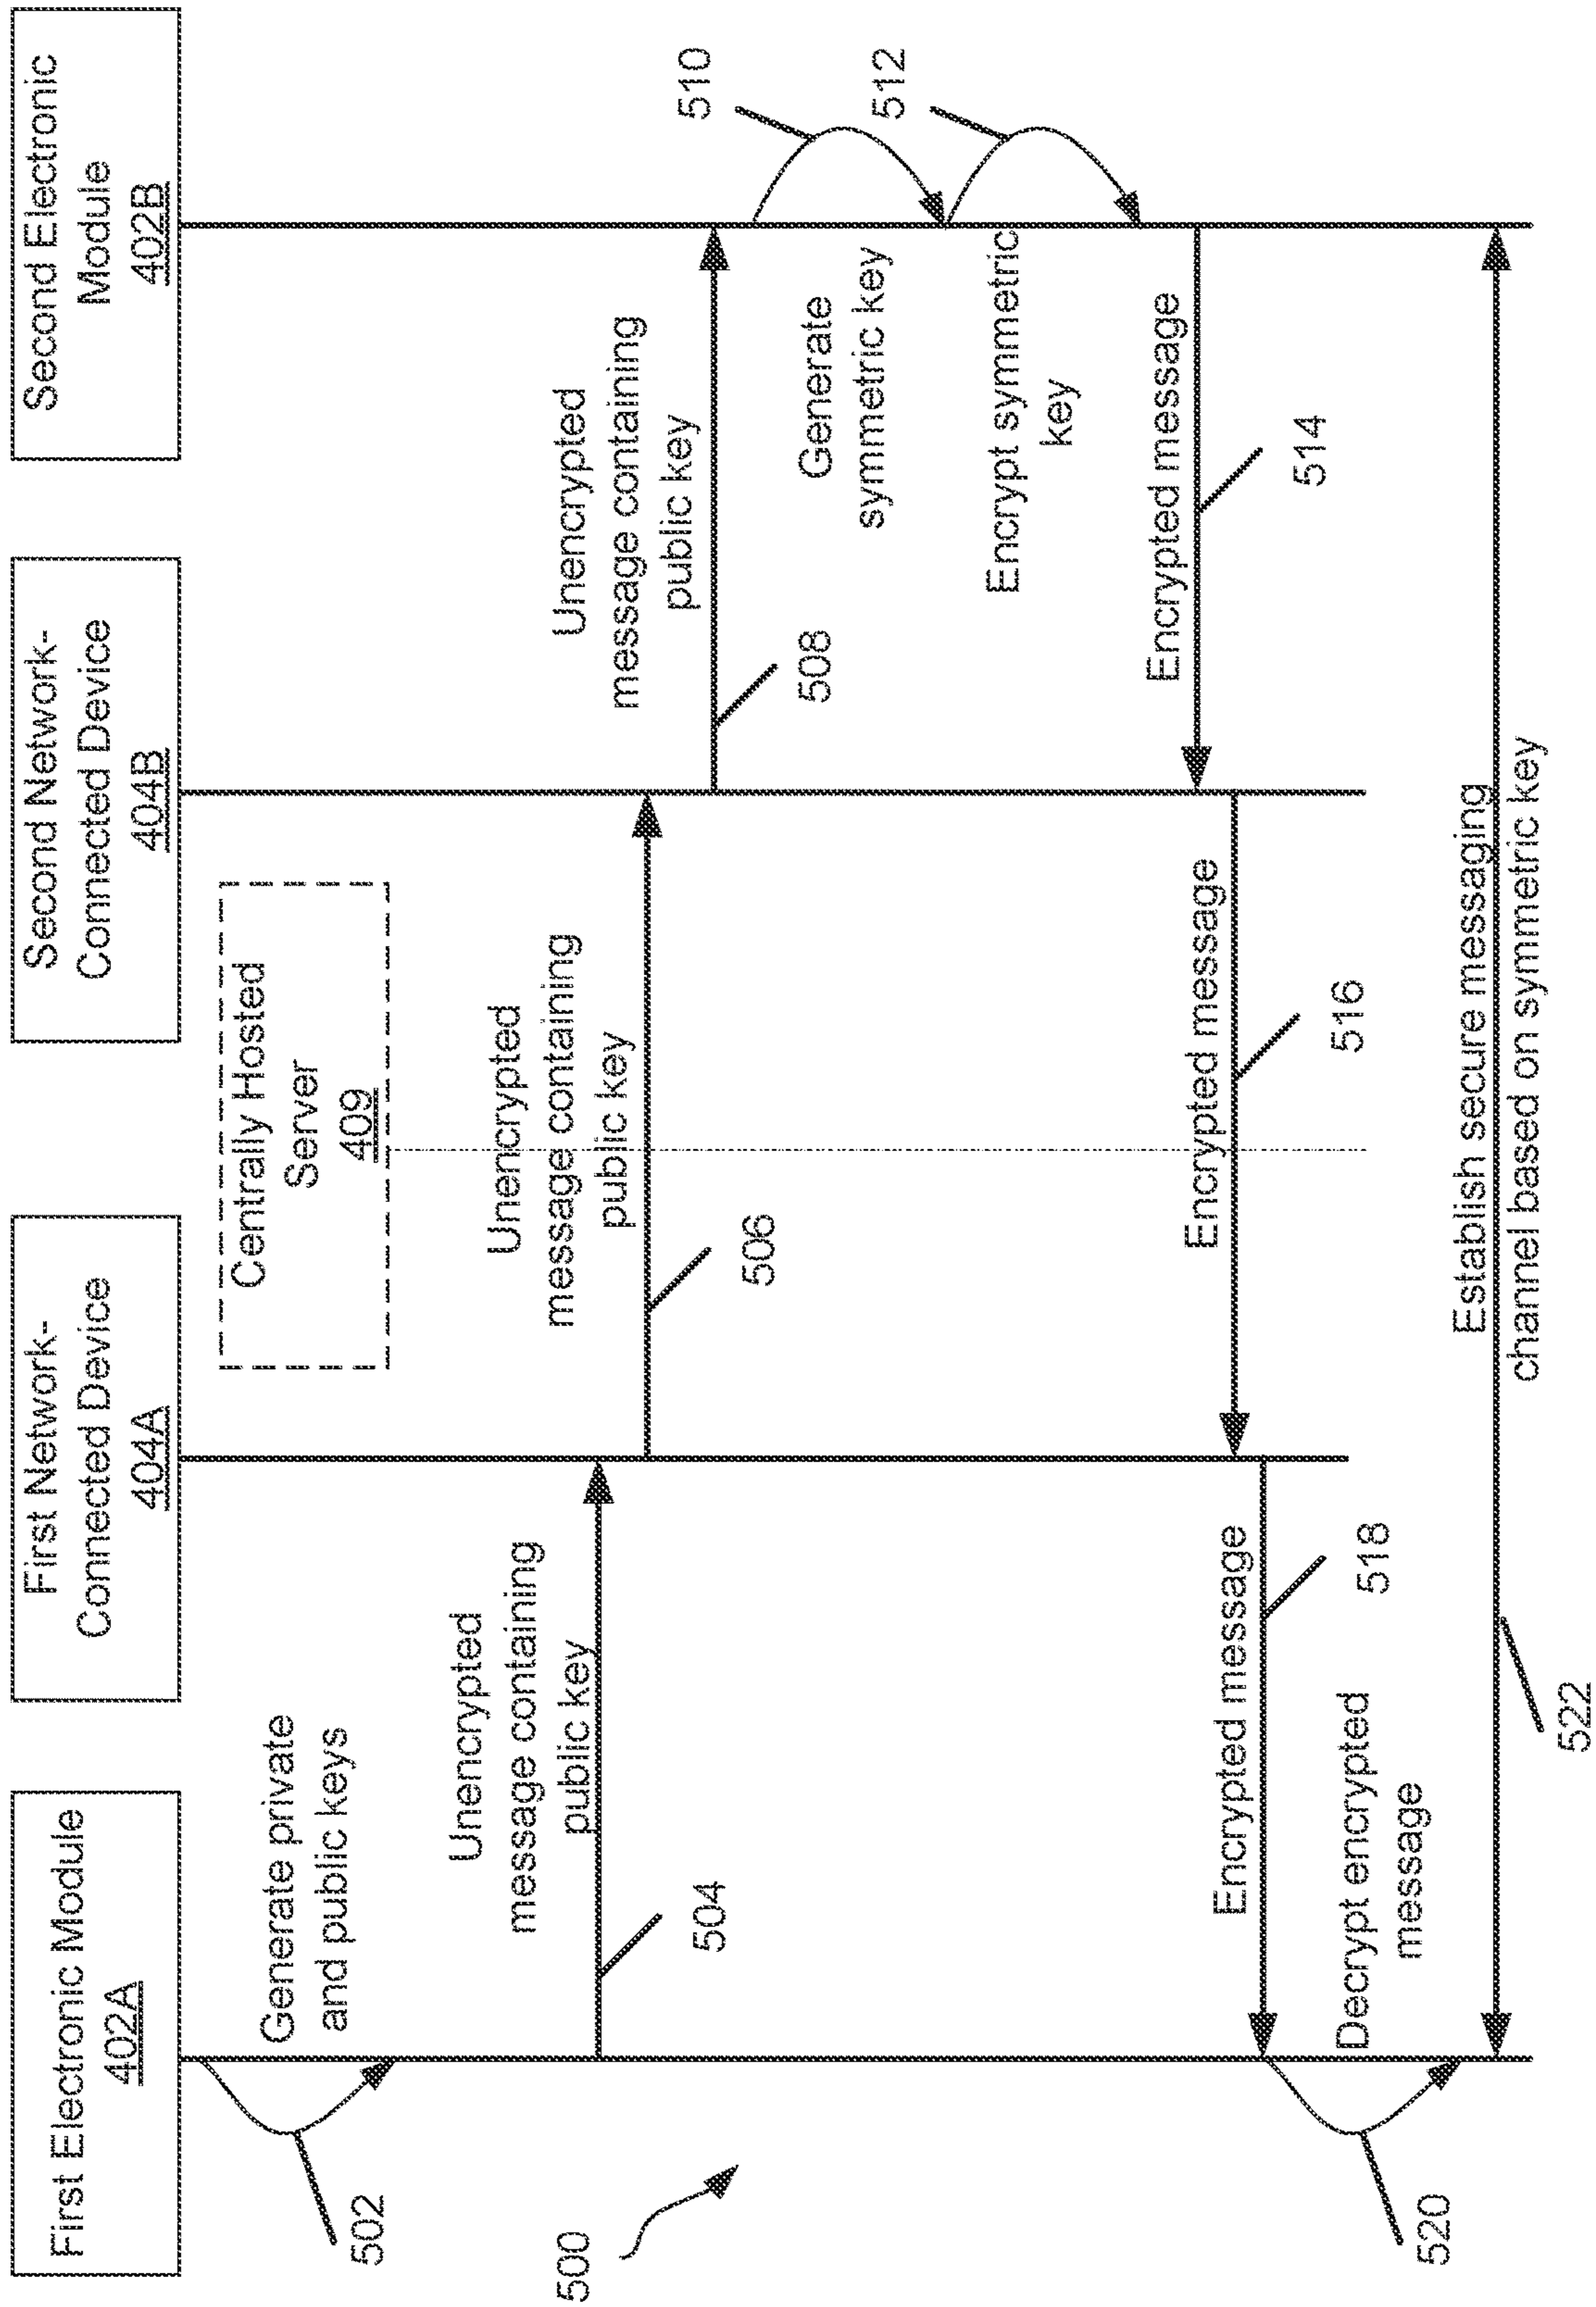 First Electronic Module
402A
First Network-
Connected Device
404A
Second Network-
Connected Device
404B
Second Electronic
Module
402B
Centrally Hosted
Server
409
Generate private
and public keys
502
Unencrypted
message containing
public key
504
Unencrypted
message containing
public key
506
Unencrypted
message containing
public key
508
510
Generate
symmetric key
512
Encrypt symmetric
key
Encrypted message
514
Encrypted message
516
Encrypted message
518
Decrypt encrypted
message
520
Establish secure messaging
channel based on symmetric key
522
500